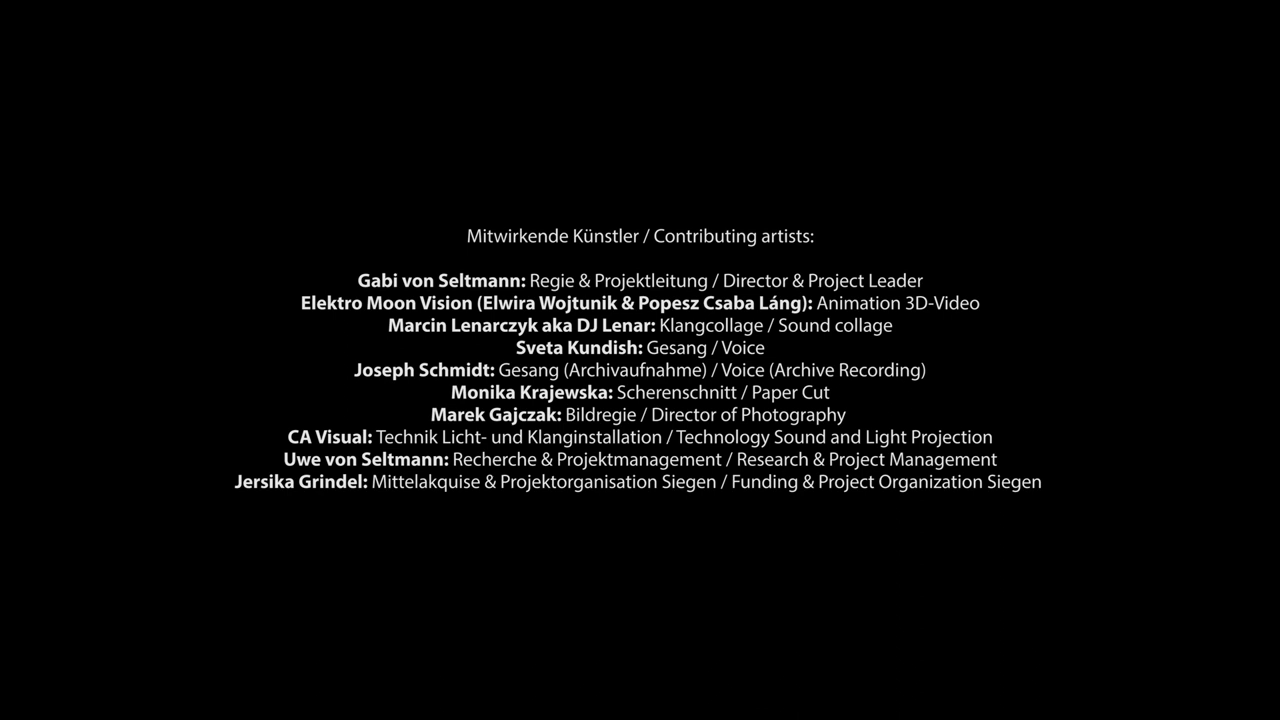 Mitwirkende Künstler / Contributing artists:
Gabi von Seltmann: Regie & Projektleitung / Director & Project Leader
Elektro Moon Vision (Elwira Wojtunik & Popesz Csaba Láng): Animation 3D-Video
Marcin Lenarczyk aka DJ Lenar: Klangcollage / Sound collage
Sveta Kundish: Gesang / Voice
Joseph Schmidt: Gesang (Archivaufnahme) / Voice (Archive Recording)
Monika Krajewska: Scherenschnitt / Paper Cut
Marek Gajczak: Bildregie / Director of Photography
CA Visual: Technik Licht- und Klanginstallation / Technology Sound and Light Projection
Uwe von Seltmann: Recherche & Projektmanagement / Research & Project Management
Jersika Grindel: Mittelakquise & Projektorganisation Siegen / Funding & Project Organization Siegen